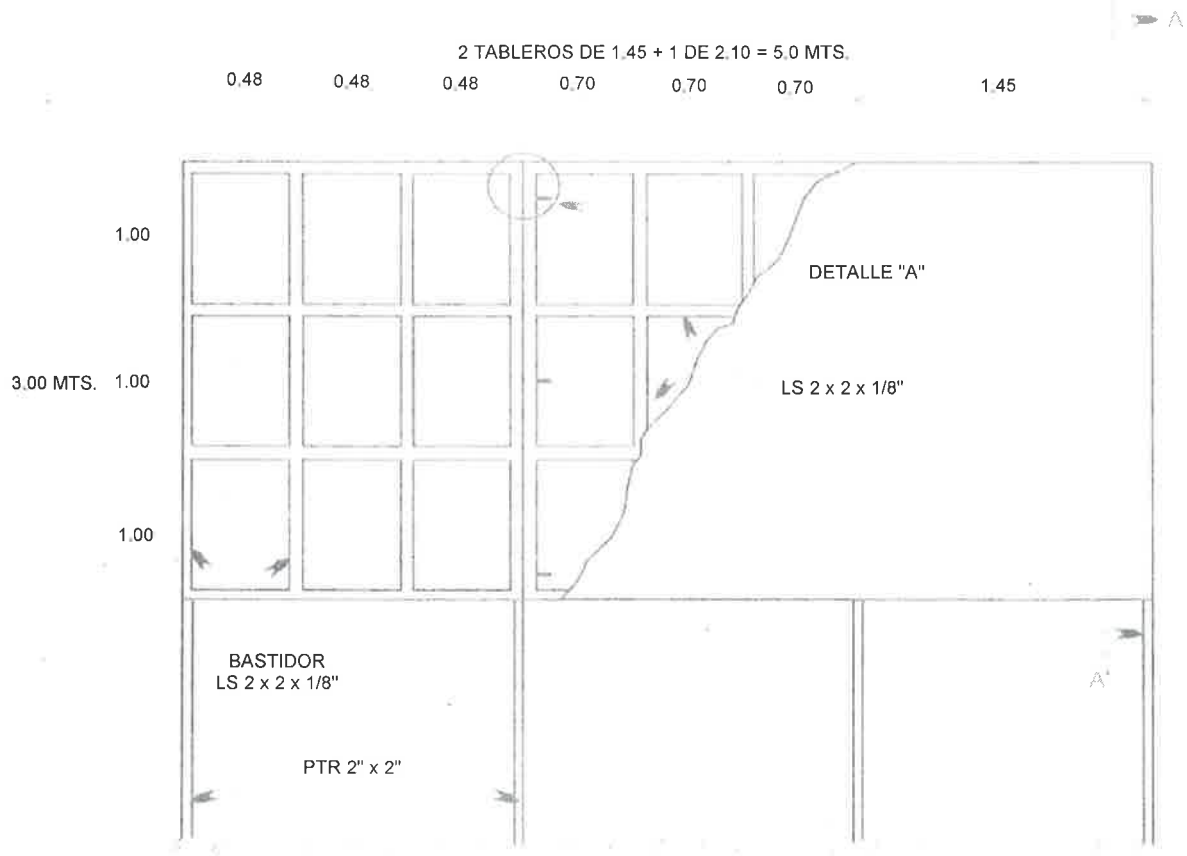 A
2 TABLEROS DE 1.45 + 1 DE 2.10 = 5.0 MTS.
0.48 0.48 0.48 0.70 0.70 0.70 1.45
1.00
DETALLE "A"
3.00 MTS. 1.00
LS 2 x 2 x 1/8"
1.00
BASTIDOR
LS 2 x 2 x 1/8"
A'
PTR 2" x 2"